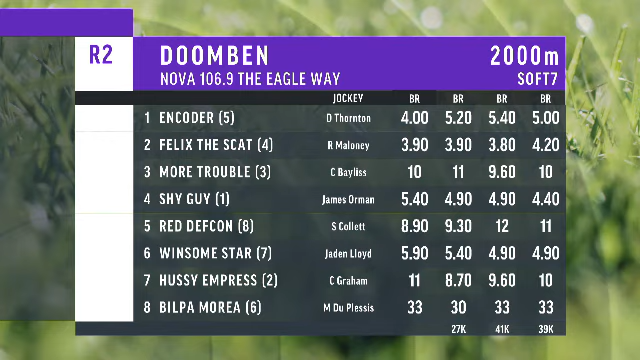 R2 DOOMBEN 2000m
NOVA 106.9 THE EAGLE WAY SOFT7
JOCKEY BR BR BR BR
1 ENCODER (5) D Thornton 4.00 5.20 5.40 5.00
2 FELIX THE SCAT (4) R Maloney 3.90 3.90 3.80 4.20
3 MORE TROUBLE (3) C Bayliss 10 11 9.60 10
4 SHY GUY (1) James Orman 5.40 4.90 4.90 4.40
5 RED DEFCON (8) S Collett 8.90 9.30 12 11
6 WINSOME STAR (7) Jaden Lloyd 5.90 5.40 4.90 4.90
7 HUSSY EMPRESS (2) C Graham 11 8.70 9.60 10
8 BILPA MOREA (6) M Du Plessis 33 30 33 33
27K 41K 39K